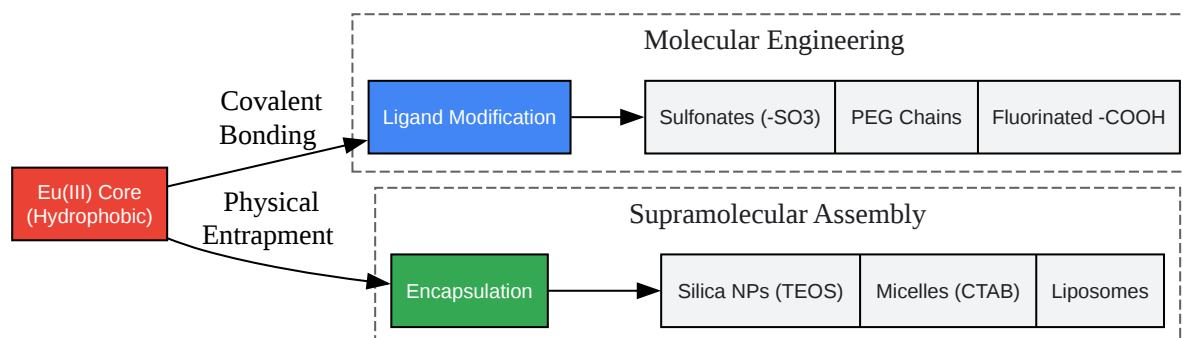 Molecular Engineering
Covalent
Bonding
Ligand Modification
Sulfonates (-SO3)
PEG Chains
Fluorinated -COOH
Eu(III) Core
(Hydrophobic)
Physical
Entrapment
Supramolecular Assembly
Encapsulation
Silica NPs (TEOS)
Micelles (CTAB)
Liposomes